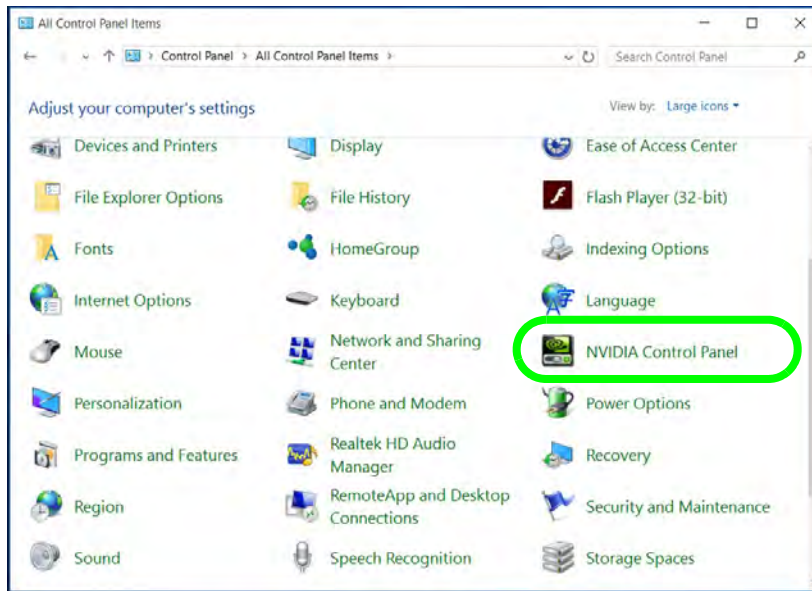 All Control Panel Items
Control Panel > All Control Panel Items >
Search Control Panel
Adjust your computer's settings
View by: Large icons
Devices and Printers
Display
Ease of Access Center
File Explorer Options
File History
Flash Player (32-bit)
Fonts
HomeGroup
Indexing Options
Internet Options
Keyboard
Language
Mouse
Network and Sharing
Center
NVIDIA Control Panel
Personalization
Phone and Modem
Power Options
Programs and Features
Realtek HD Audio
Manager
Recovery
Region
RemoteApp and Desktop
Connections
Security and Maintenance
Sound
Speech Recognition
Storage Spaces